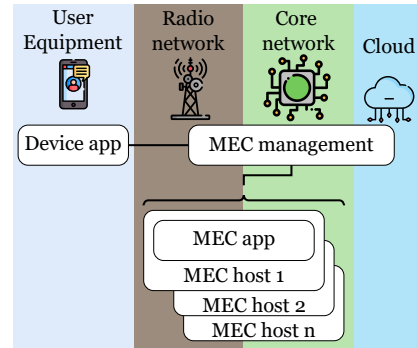 User
Equipment
Radio
network
Core
network
Cloud
Device app
MEC management
MEC app
MEC host 1
MEC host 2
MEC host n